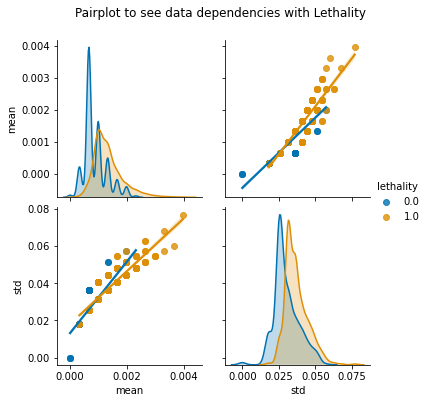 Pairplot to see data dependencies with Lethality
0.004
0.003
0.002
0.001
0.000
mean
lethality
0.0
1.0
0.08
0.06
0.04
0.02
0.00
std
0.000 0.002 0.004
mean
0.000 0.025 0.050 0.075
std